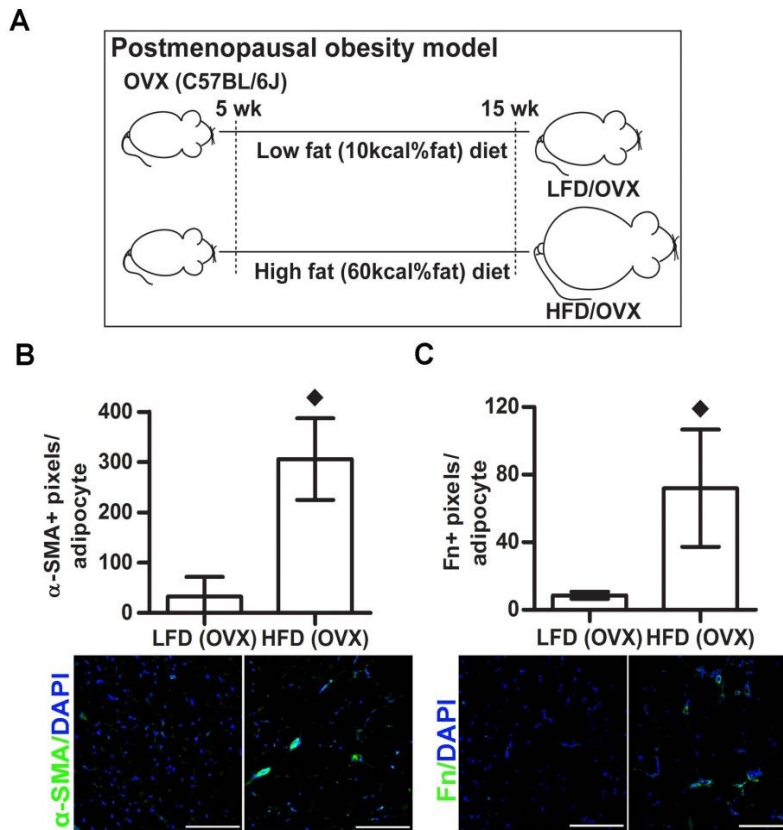 A
Postmenopausal obesity model
OVX (C57BL/6J)
5 wk 15 wk
Low fat (10kcal%fat) diet
LFD/OVX
High fat (60kcal%fat) diet
HFD/OVX
B
α-SMA+ pixels/
adipocyte
400
300
200
100
0
LFD (OVX) HFD (OVX)
α-SMA/DAPI
C
Fn+ pixels/
adipocyte
120
80
40
0
LFD (OVX) HFD (OVX)
Fn/DAPI